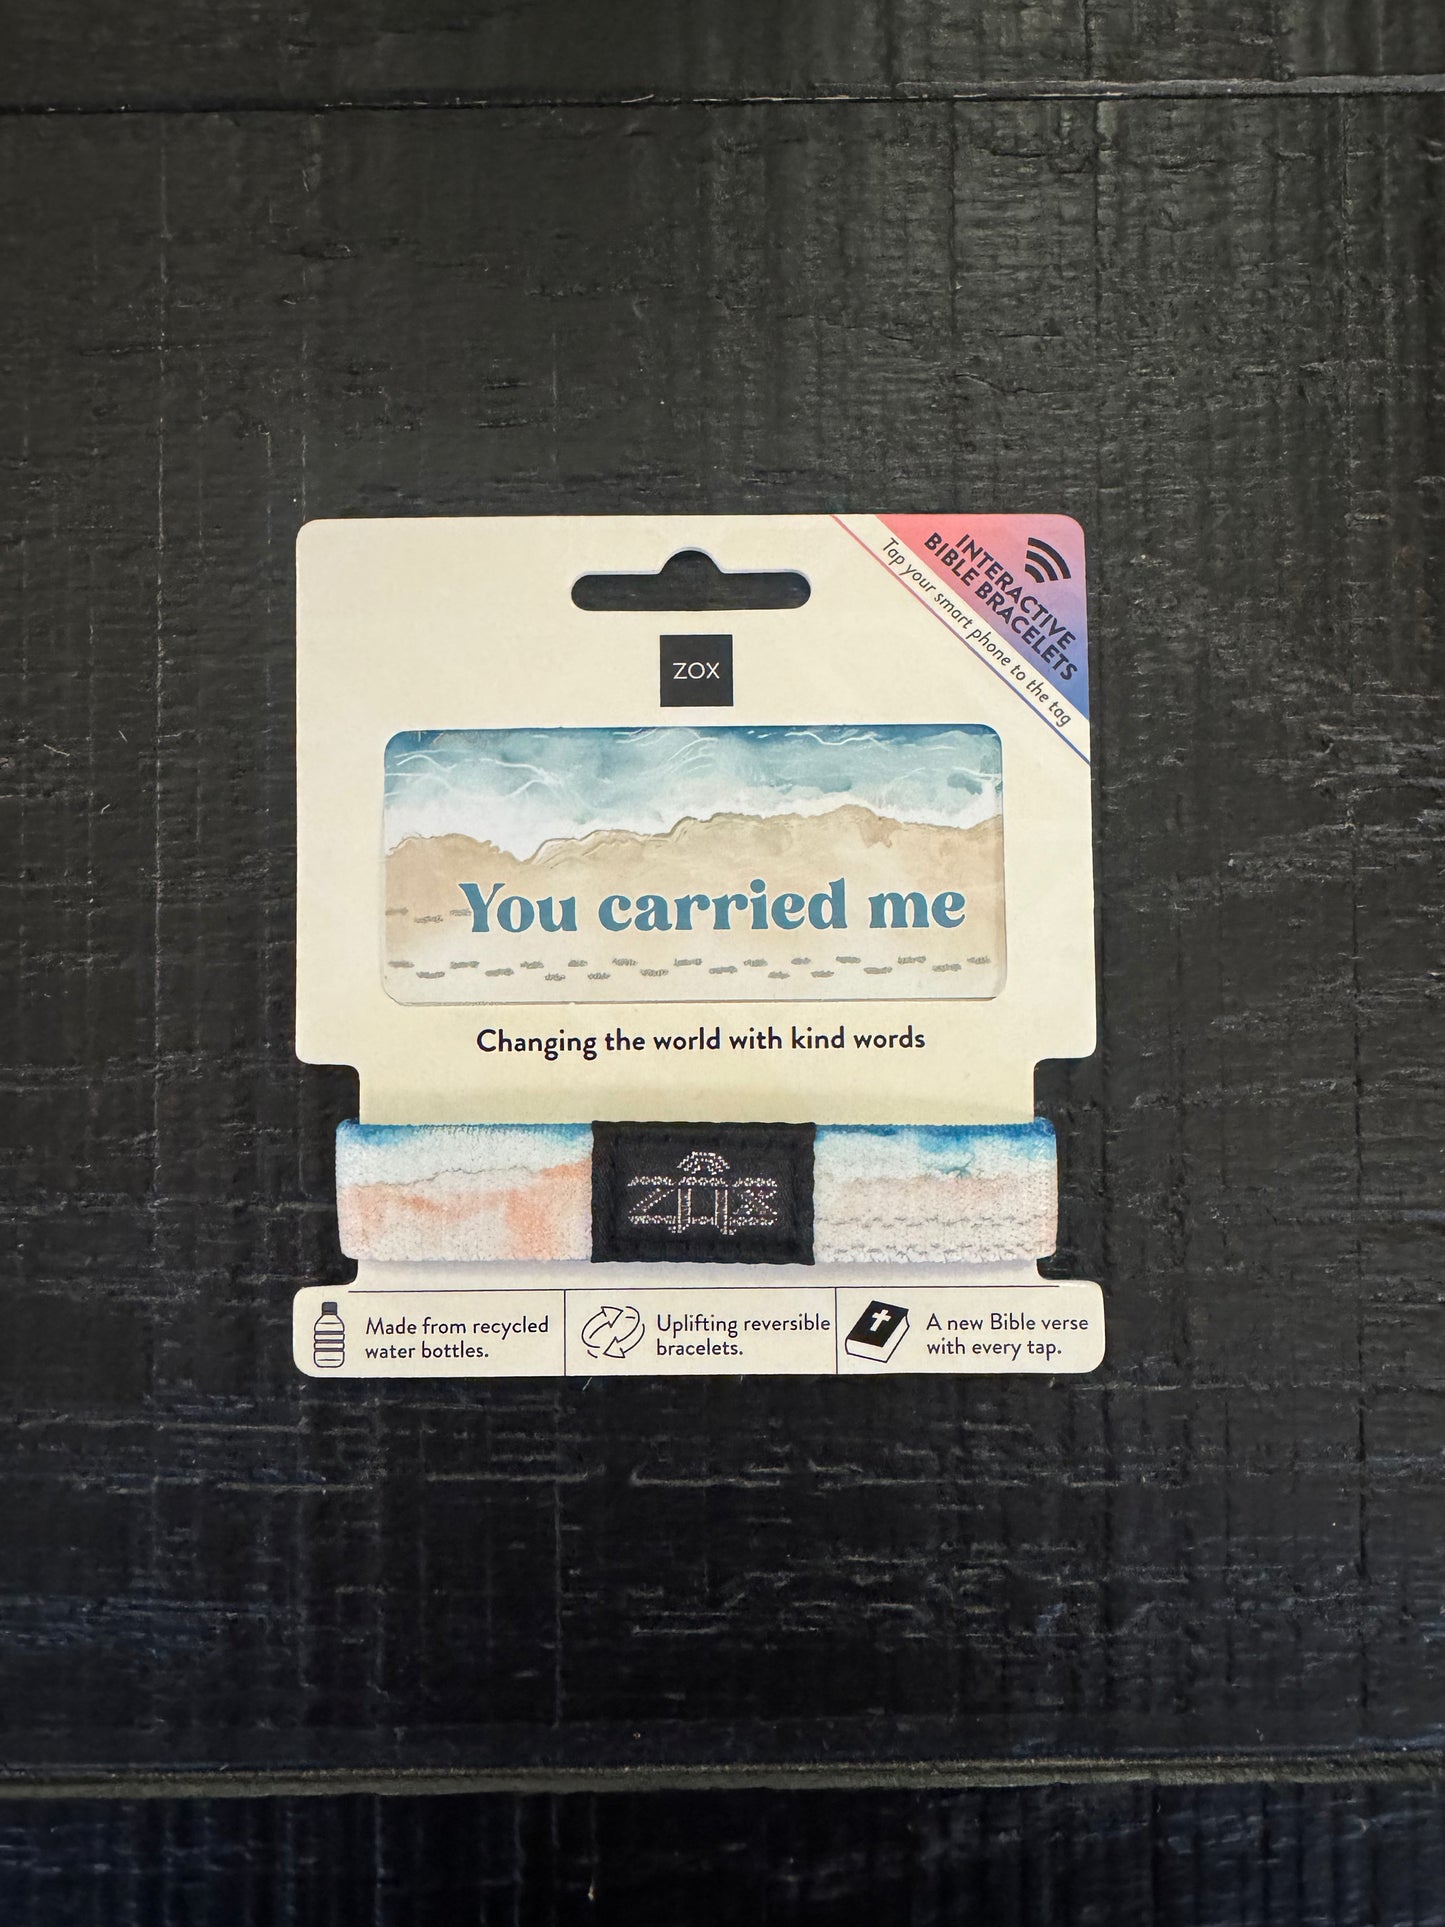 INTERACTIVE
BIBLE BRACELETS
Tap your smart phone to the tag
ZOX
You carried me
Changing the world with kind words
ZOX
Made from recycled
water bottles.
Uplifting reversible
bracelets.
A new Bible verse
with every tap.